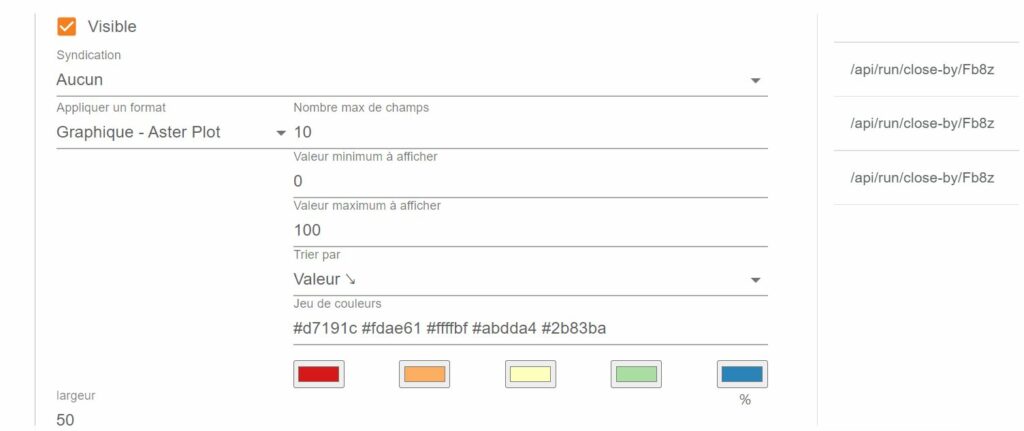 Visible
Syndication
Aucun
Appliquer un format
Graphique - Aster Plot
Nombre max de champs
10
Valeur minimum à afficher
0
Valeur maximum à afficher
100
Trier par
Valeur ↘
Jeu de couleurs
#d7191c #fdae61 #ffffbf #abdda4 #2b83ba
largeur
50
%
/api/run/close-by/Fb8z
/api/run/close-by/Fb8z
/api/run/close-by/Fb8z